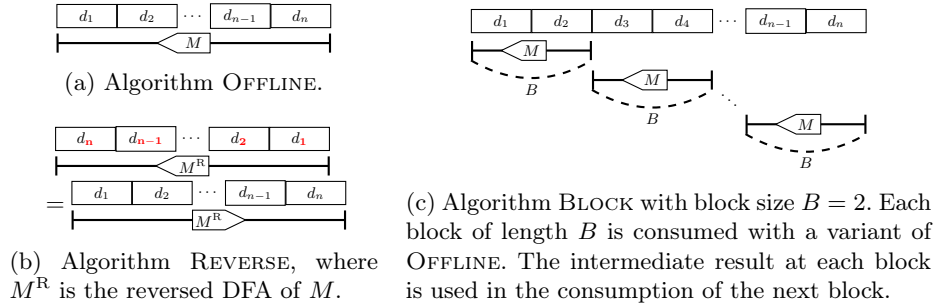 d₁ d₂ ··· dₙ₋₁ dₙ
M
(a) Algorithm OFFLINE.
dₙ dₙ₋₁ ··· d₂ d₁
Mᴿ
= d₁ d₂ ··· dₙ₋₁ dₙ
Mᴿ
(b) Algorithm REVERSE, where
Mᴿ is the reversed DFA of M.
d₁ d₂ d₃ d₄ ··· dₙ₋₁ dₙ
M
B
M
B
⋱
M
B
(c) Algorithm BLOCK with block size B = 2. Each
block of length B is consumed with a variant of
OFFLINE. The intermediate result at each block
is used in the consumption of the next block.